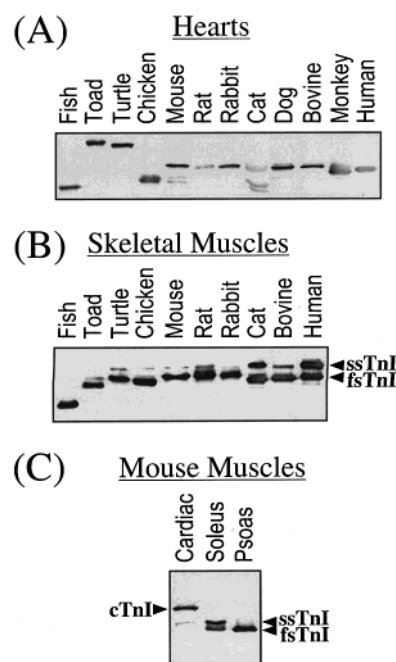 (A) Hearts
Fish Toad Turtle Chicken Mouse Rat Rabbit Cat Dog Bovine Monkey Human
(B) Skeletal Muscles
Fish Toad Turtle Chicken Mouse Rat Rabbit Cat Bovine Human
ssTnI
fsTnI
(C) Mouse Muscles
Cardiac Soleus Psoas
cTnI
ssTnI
fsTnI